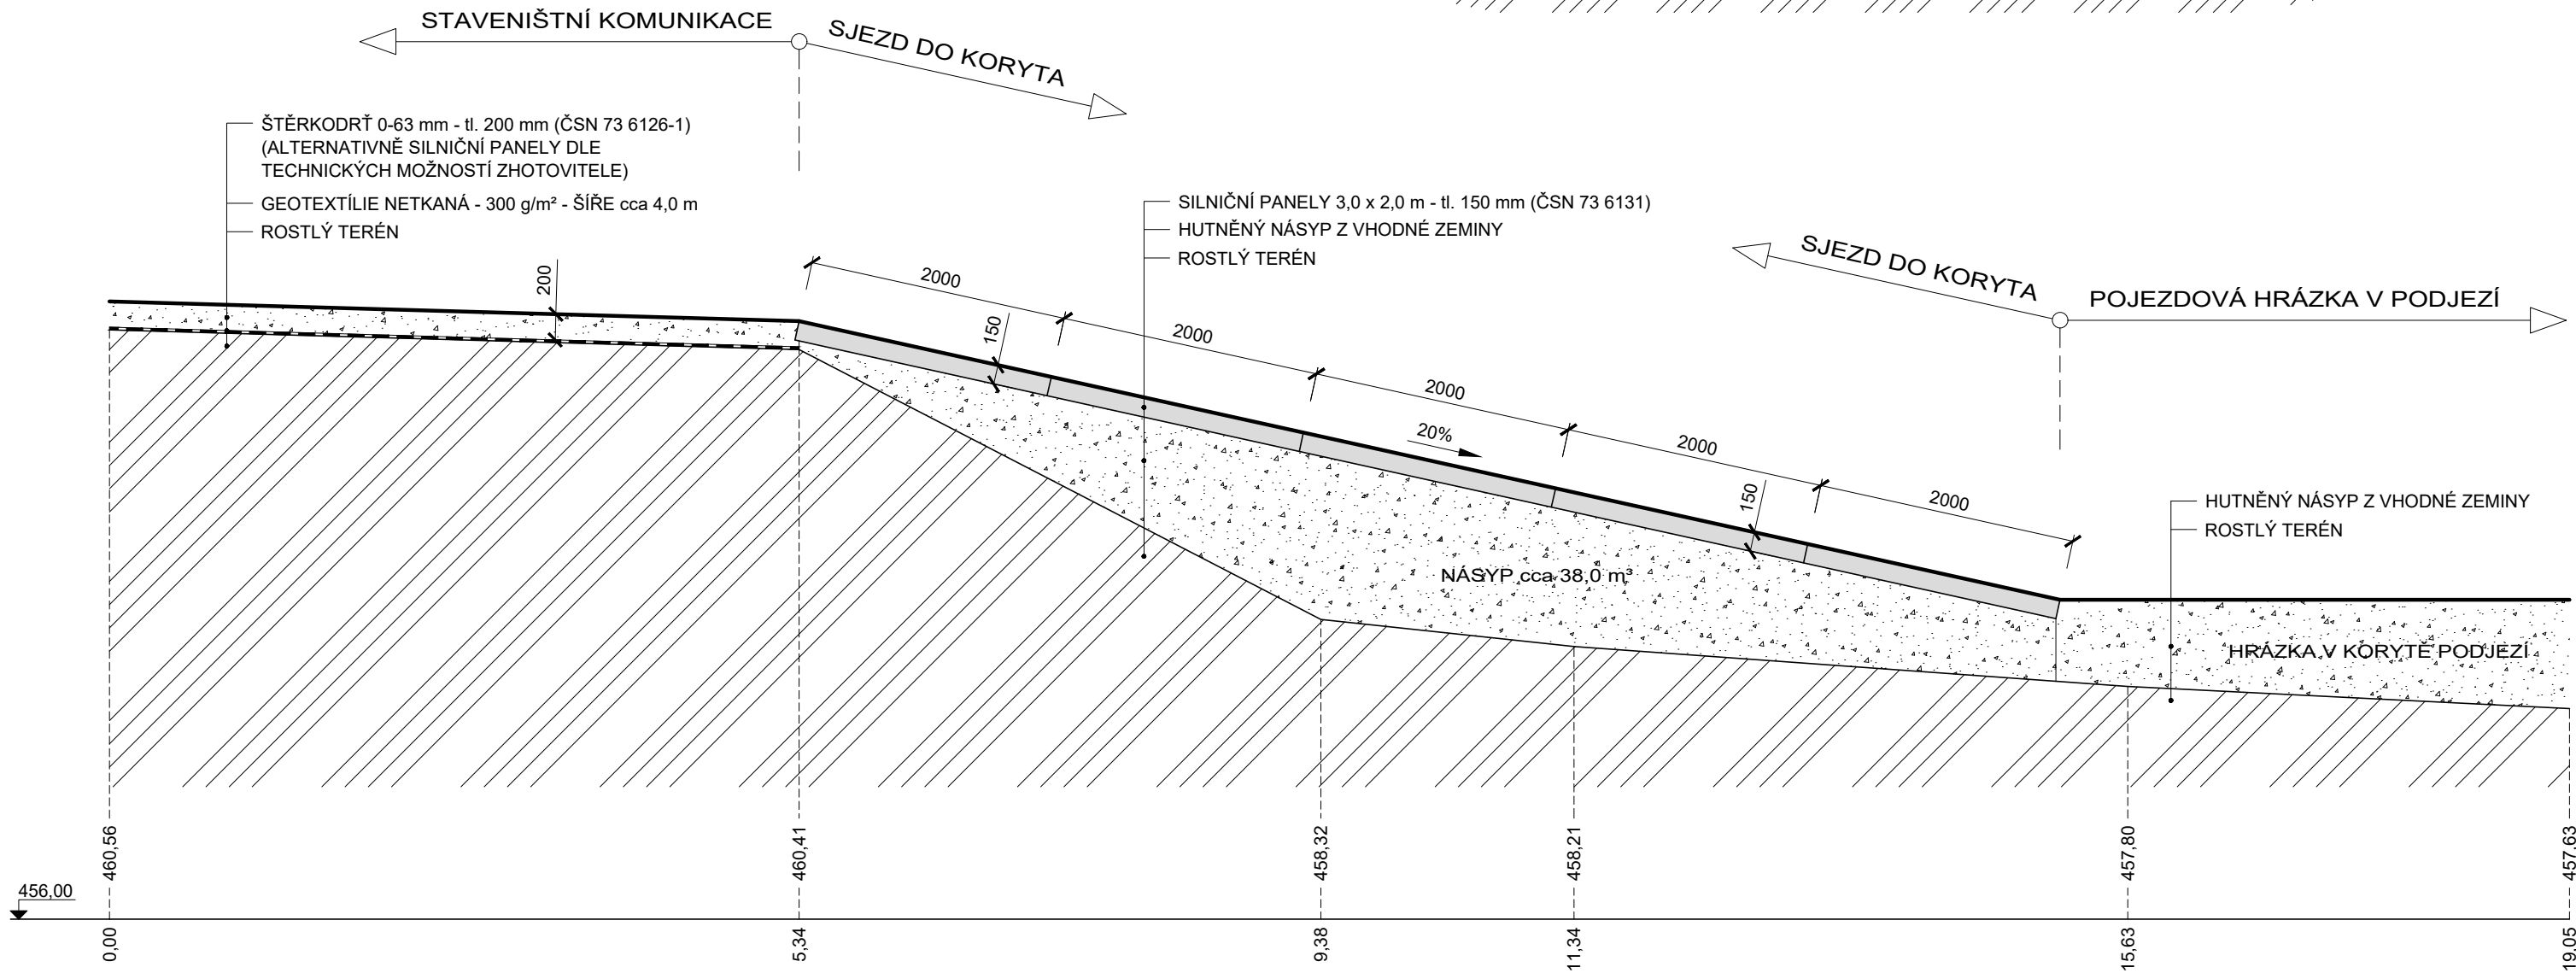 STAVENIŠTNÍ KOMUNIKACE
SJEZD DO KORYTA
ŠTĚRKODRŤ 0-63 mm - tl. 200 mm (ČSN 73 6126-1)
(ALTERNATIVNĚ SILNIČNÍ PANELY DLE
TECHNICKÝCH MOŽNOSTÍ ZHOTOVITELE)
GEOTEXTÍLIE NETKANÁ - 300 g/m² - ŠÍŘE cca 4,0 m
ROSTLÝ TERÉN
SILNIČNÍ PANELY 3,0 x 2,0 m - tl. 150 mm (ČSN 73 6131)
HUTNĚNÝ NÁSYP Z VHODNÉ ZEMINY
ROSTLÝ TERÉN
SJEZD DO KORYTA
POJEZDOVÁ HRÁZKA V PODJEZÍ
200
2000
150
2000
2000
20%
2000
150
2000
HUTNĚNÝ NÁSYP Z VHODNÉ ZEMINY
ROSTLÝ TERÉN
NÁSYP cca 38,0 m³
HRÁZKA V KORYTĚ PODJEZÍ
460,56
460,41
458,32
458,21
457,80
457,63
456,00
0,00
5,34
9,38
11,34
15,63
19,05